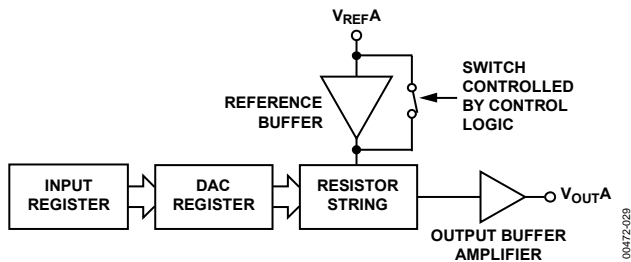 VREFA
REFERENCE
BUFFER
SWITCH
CONTROLLED
BY CONTROL
LOGIC
INPUT
REGISTER
DAC
REGISTER
RESISTOR
STRING
VOUTA
OUTPUT BUFFER
AMPLIFIER
00472-029